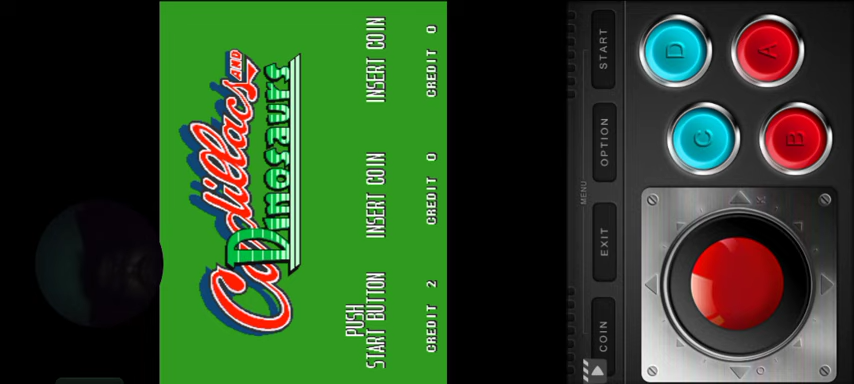 Cadillacs
AND
Dinosaurs
PUSH
START BUTTON
INSERT COIN
INSERT COIN
CREDIT 2
CREDIT 0
CREDIT 0
MENU
COIN
EXIT
OPTION
START
C
D
B
A